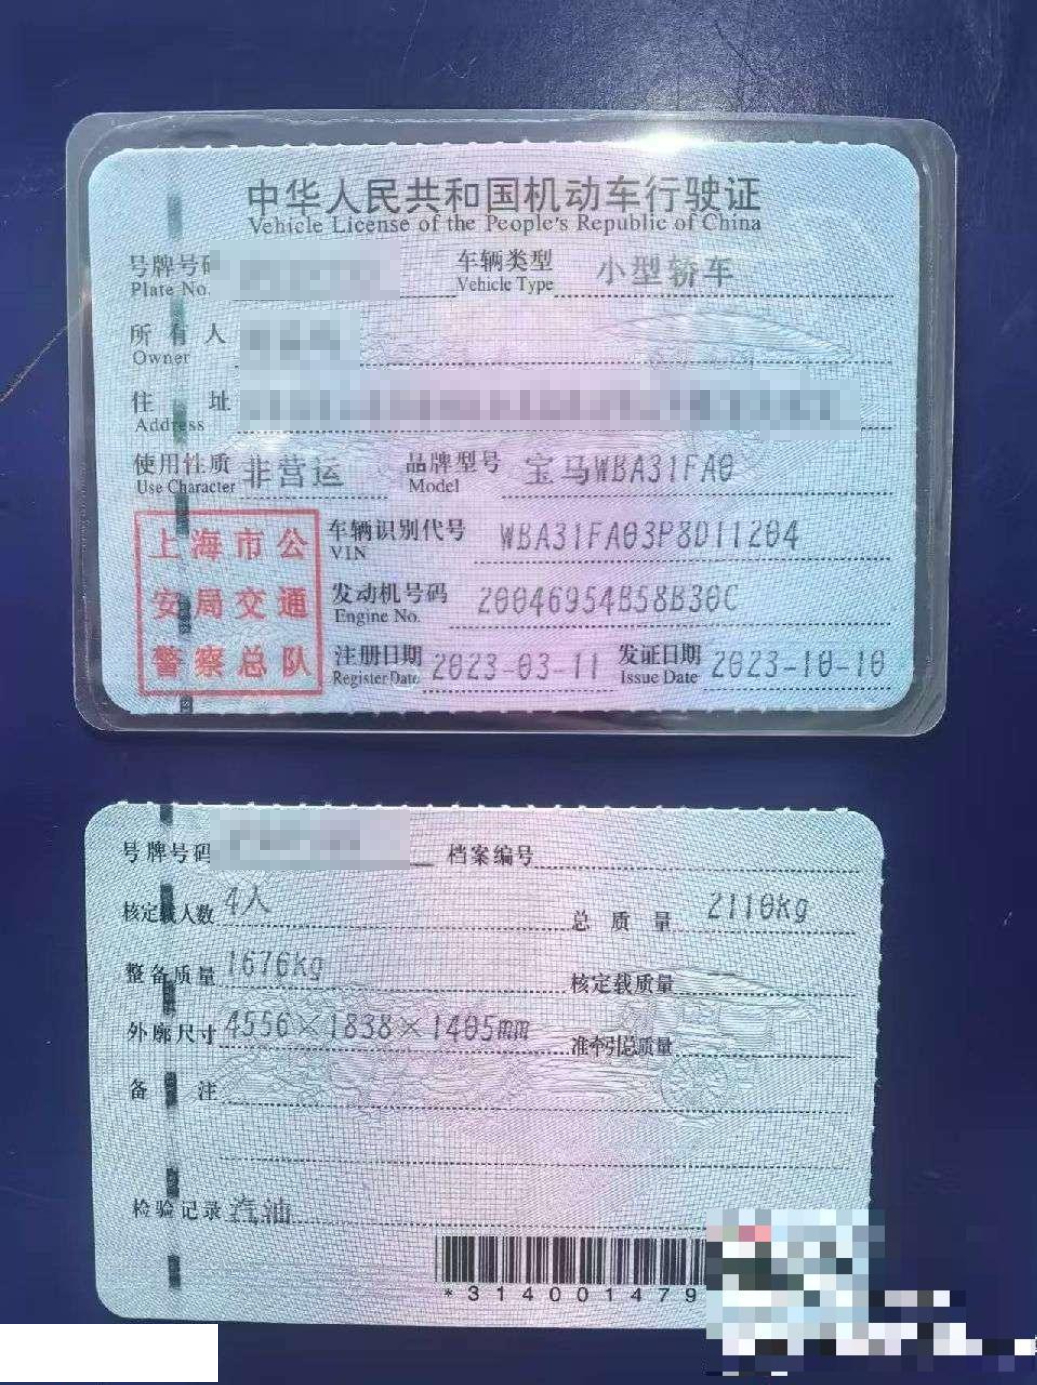 中华人民共和国机动车行驶证
Vehicle License of the People's Republic of China
号牌号码
Plate No.
车辆类型 小型轿车
Vehicle Type
所有人
Owner
住址
Address
使用性质 非营运 品牌型号 宝马WBA31FA0
Use Character Model
上海市公
安局交通
警察总队
车辆识别代号 WBA31FA03P8D11204
VIN
发动机号码 20046954B58B30C
Engine No.
注册日期 2023-03-11 发证日期 2023-10-10
Register Date Issue Date
号牌号码 档案编号
核定载人数 4人 总质量 2110kg
整备质量 1676kg 核定载质量
外廓尺寸 4556×1838×1405mm 准牵引总质量
备注
检验记录 汽油
*314001479